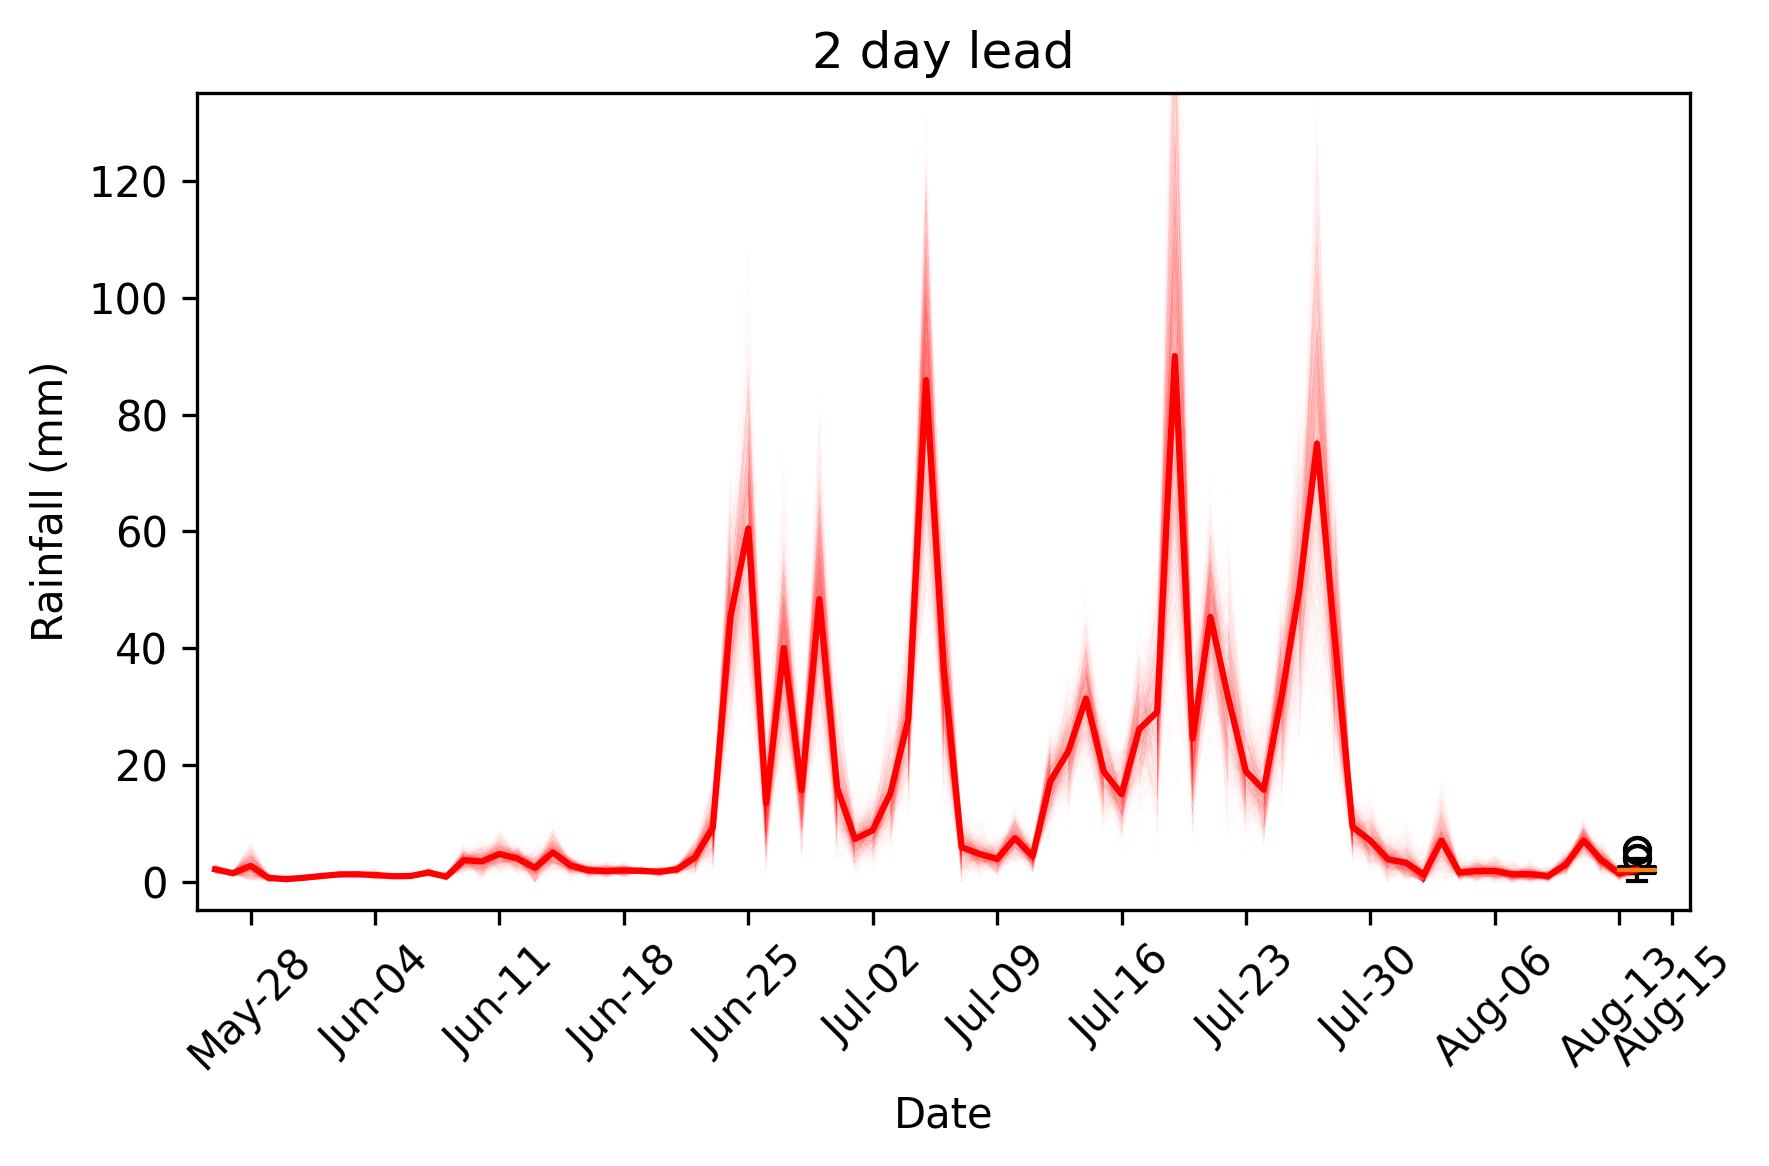 2 day lead
120
100
80
60
40
20
0
Rainfall (mm)
May-28
Jun-04
Jun-11
Jun-18
Jun-25
Jul-02
Jul-09
Jul-16
Jul-23
Jul-30
Aug-06
Aug-13
Aug-15
Date